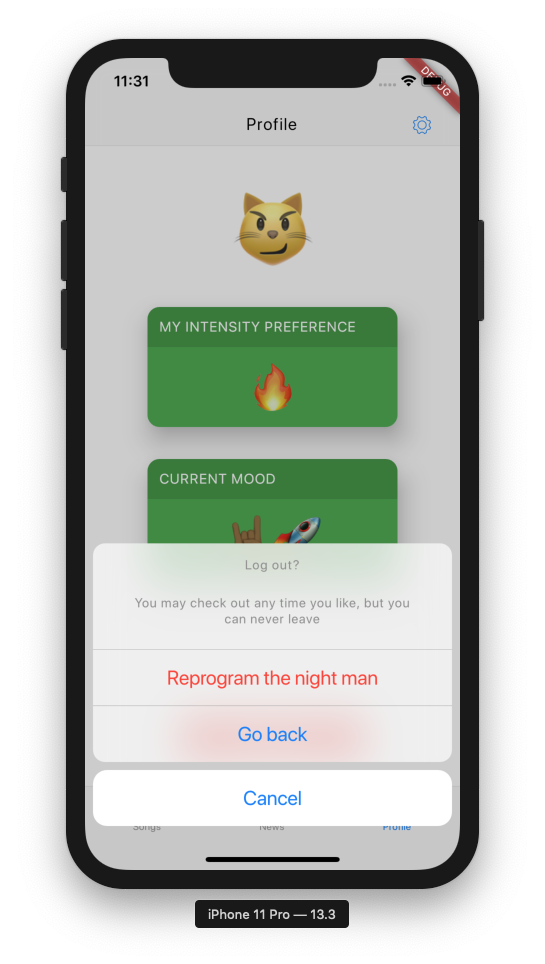 11:31
DEBUG
Profile
MY INTENSITY PREFERENCE
CURRENT MOOD
Log out?
You may check out any time you like, but you
can never leave
Reprogram the night man
Go back
Cancel
Songs
News
Profile
iPhone 11 Pro — 13.3